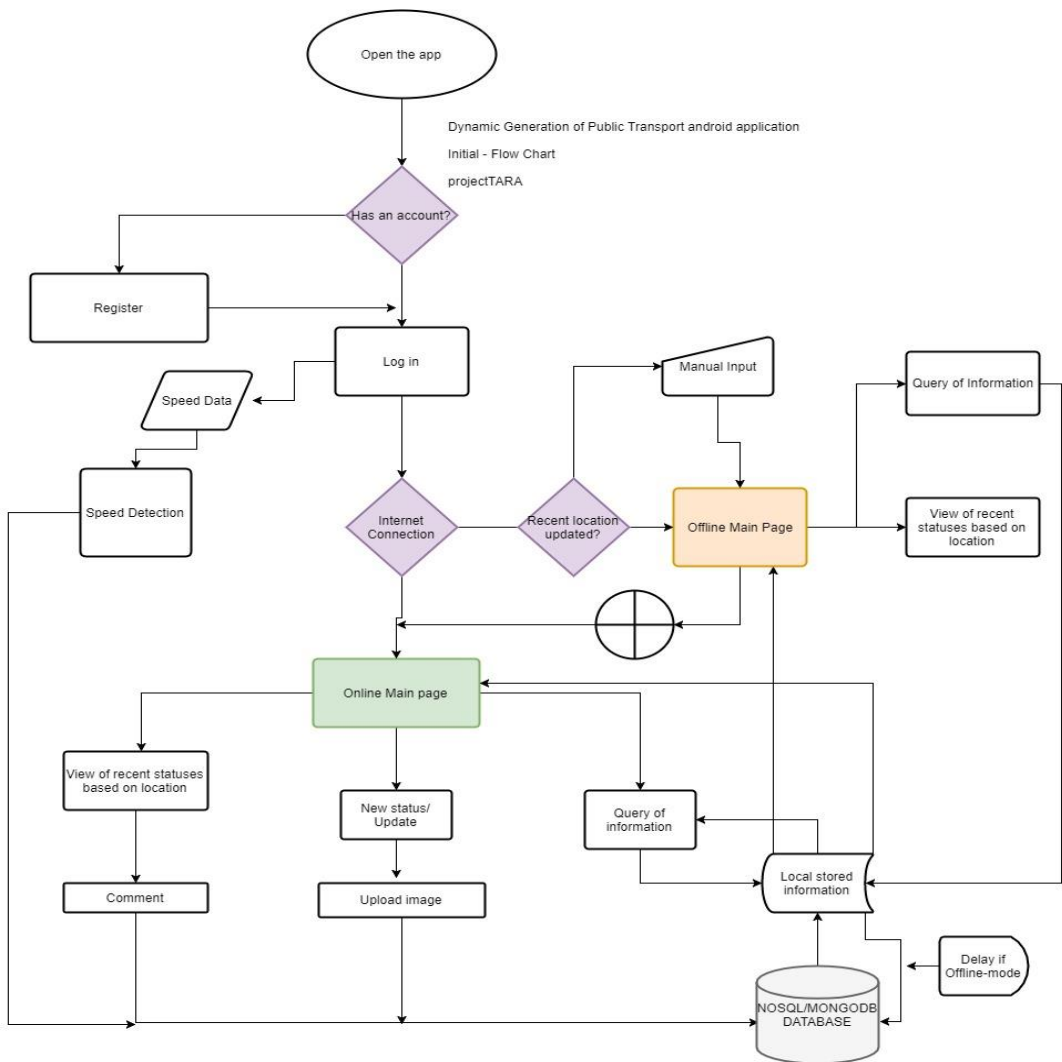 Open the app
Dynamic Generation of Public Transport android application
Initial - Flow Chart
projectTARA
Has an account?
Register
Log in
Manual Input
Query of Information
Speed Data
Speed Detection
Internet
Connection
Recent location
updated?
Offline Main Page
View of recent
statuses based on
location
Online Main page
View of recent statuses
based on location
New status/
Update
Query of
information
Comment
Upload image
Local stored
information
Delay if
Offline-mode
NOSQL/MONGODB
DATABASE